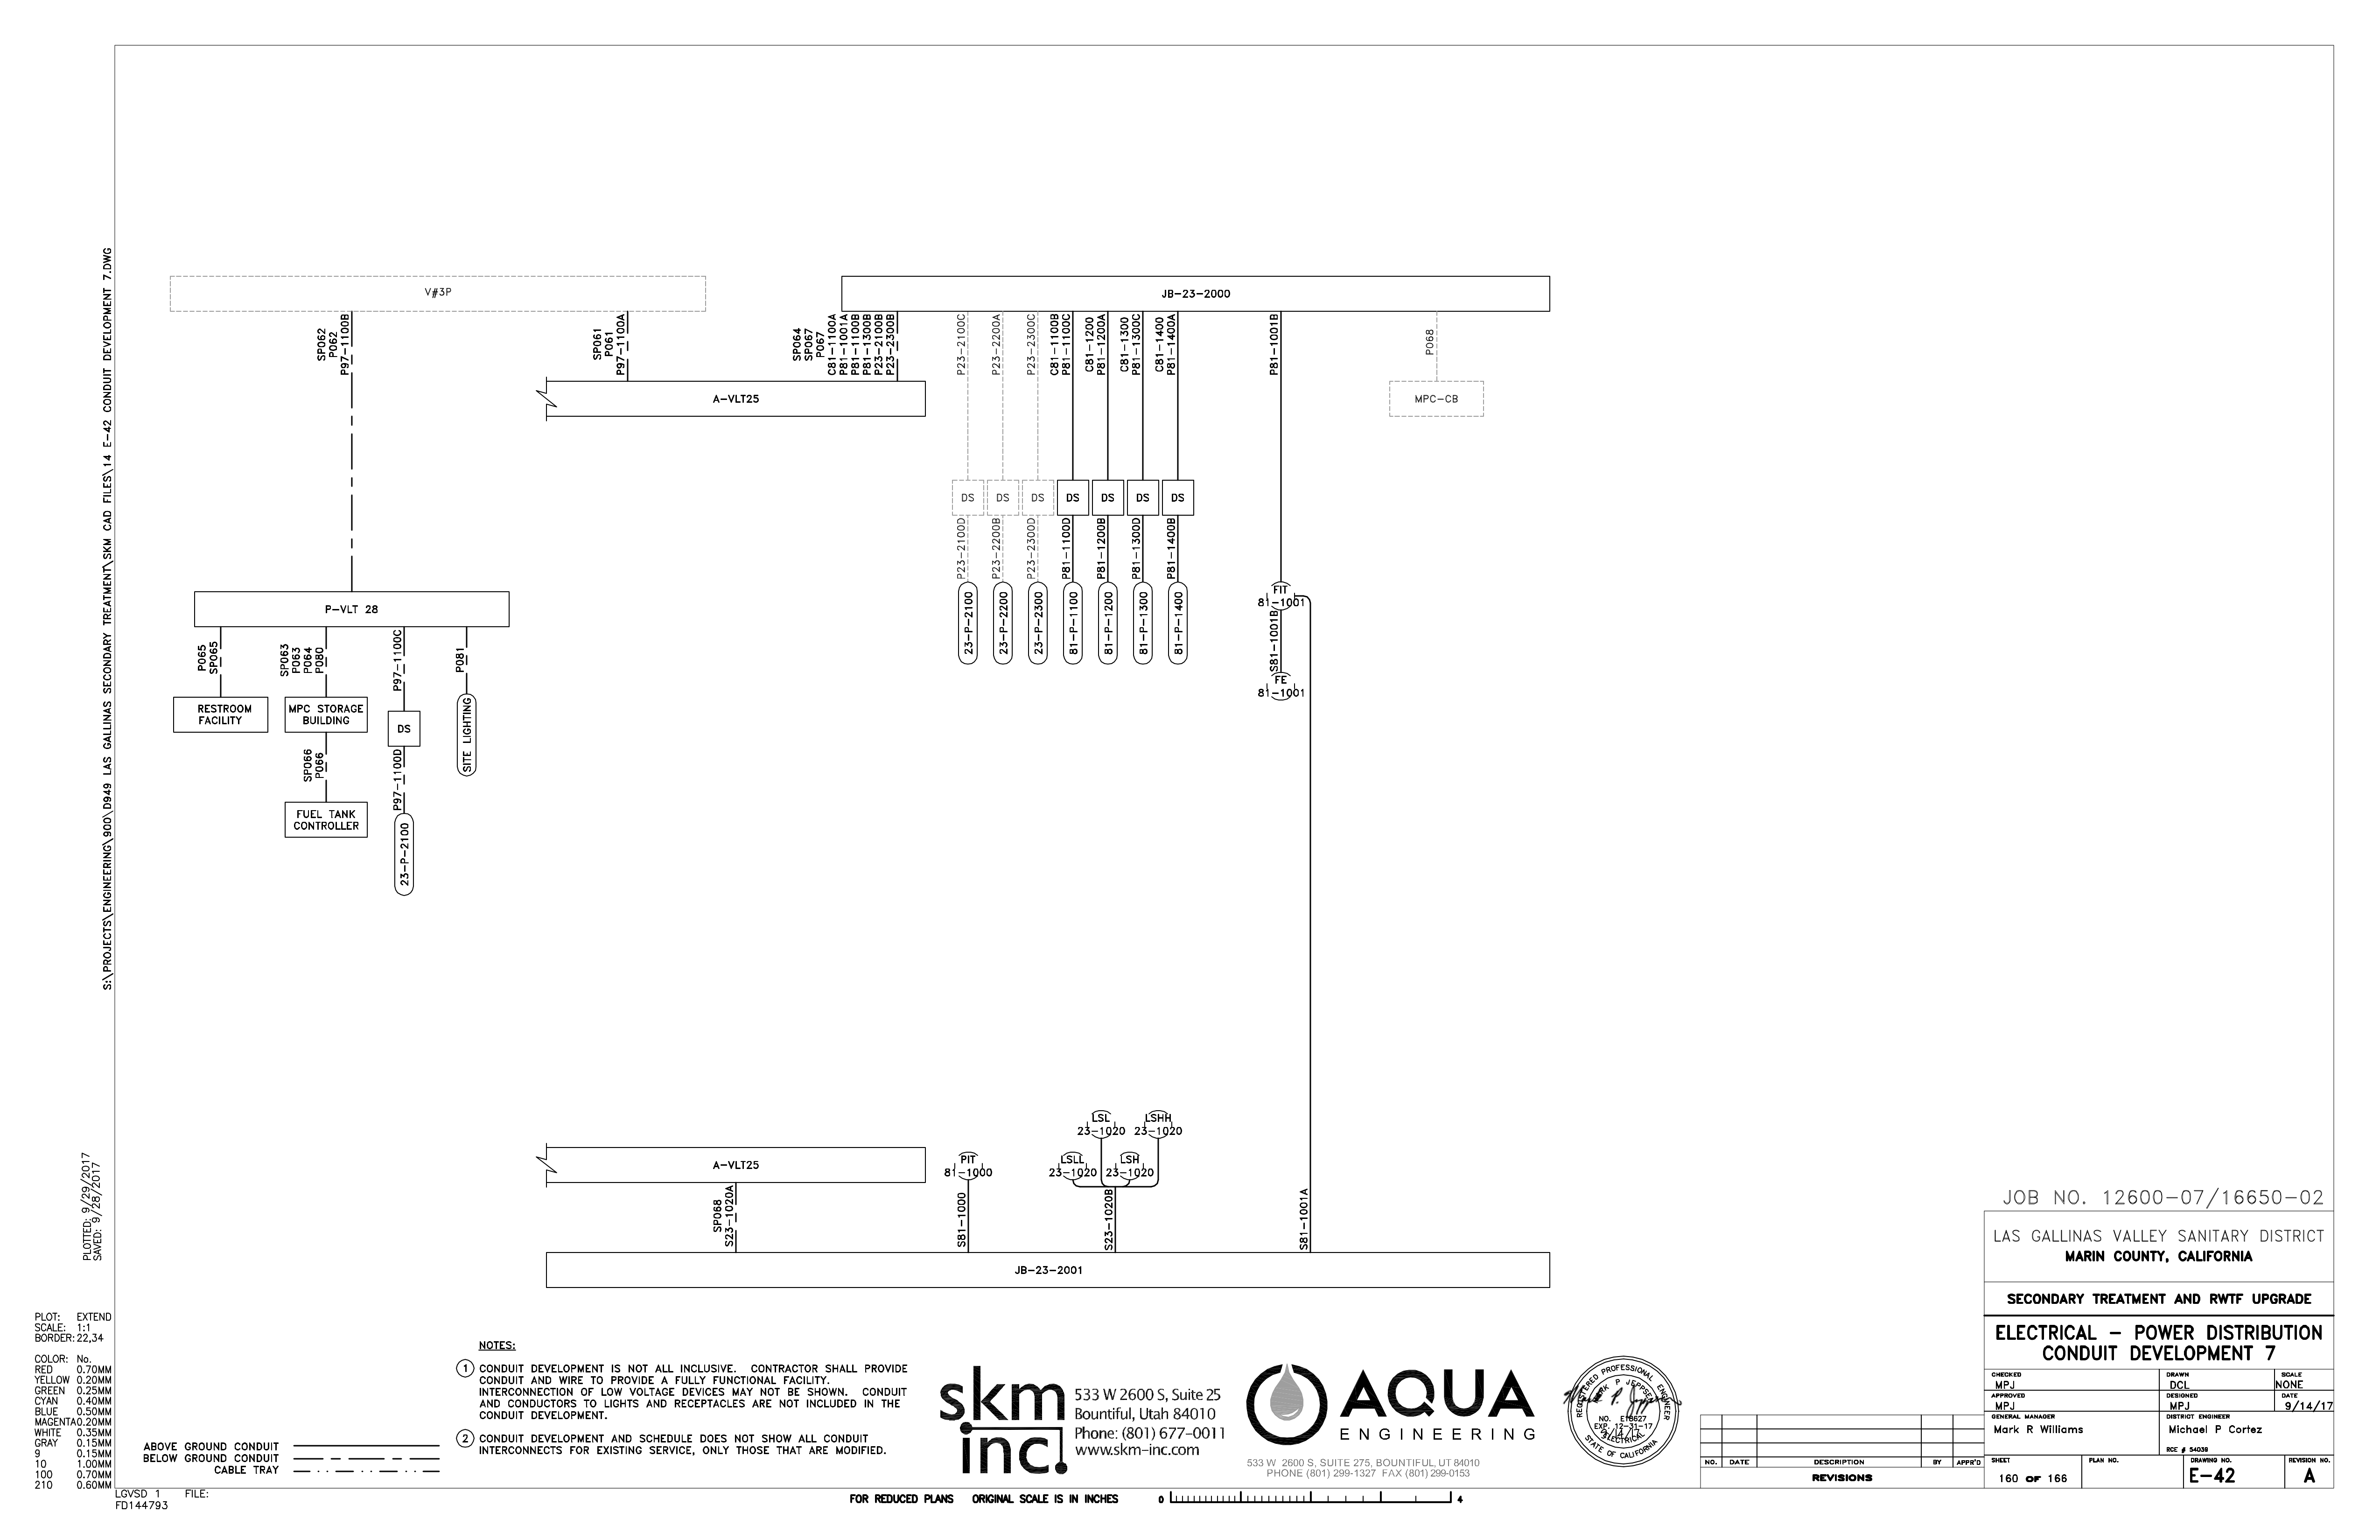 S:\PROJECTS\ENGINEERING\900\D949 LAS GALLINAS SECONDARY TREATMENT\SKM CAD FILES\14 E-42 CONDUIT DEVELOPMENT 7.DWG
V#3P
JB-23-2000
SP062
P062
P97-1100B
SP061
P061
P97-1100A
SP064
SP067
P067
C81-1100A
P81-1001A
P81-1100B
P81-1300B
P23-2100B
P23-2300B
P23-2100C
P23-2200A
P23-2300C
C81-1100B
P81-1100C
C81-1200
P81-1200A
C81-1300
P81-1300C
C81-1400
P81-1400A
P81-1001B
P068
A-VLT25
MPC-CB
DS
DS
DS
DS
DS
DS
DS
P23-2100D
P23-2200B
P23-2300D
P81-1100D
P81-1200B
P81-1300D
P81-1400B
23-P-2100
23-P-2200
23-P-2300
81-P-1100
81-P-1200
81-P-1300
81-P-1400
FIT
81-1001
S81-1001B
FE
81-1001
P-VLT 28
P065
SP065
SP063
P063
P064
P080
P97-1100C
P081
RESTROOM
FACILITY
MPC STORAGE
BUILDING
DS
SITE LIGHTING
SP066
P066
P97-1100D
FUEL TANK
CONTROLLER
23-P-2100
LSL
23-1020
LSHH
23-1020
A-VLT25
PIT
81-1000
LSLL
23-1020
LSH
23-1020
SP068
S23-1020A
S81-1000
S23-1020B
S81-1001A
JB-23-2001
PLOTTED: 9/29/2017
SAVED: 9/28/2017
PLOT: EXTEND
SCALE: 1:1
BORDER: 22,34
COLOR: No.
RED 0.70MM
YELLOW 0.20MM
GREEN 0.25MM
CYAN 0.40MM
BLUE 0.50MM
MAGENTA 0.20MM
WHITE 0.35MM
GRAY 0.15MM
9 0.15MM
10 1.00MM
100 0.70MM
210 0.60MM
ABOVE GROUND CONDUIT
BELOW GROUND CONDUIT
CABLE TRAY
LGVSD 1 FILE:
FD144793
NOTES:
1 CONDUIT DEVELOPMENT IS NOT ALL INCLUSIVE. CONTRACTOR SHALL PROVIDE
CONDUIT AND WIRE TO PROVIDE A FULLY FUNCTIONAL FACILITY.
INTERCONNECTION OF LOW VOLTAGE DEVICES MAY NOT BE SHOWN. CONDUIT
AND CONDUCTORS TO LIGHTS AND RECEPTACLES ARE NOT INCLUDED IN THE
CONDUIT DEVELOPMENT.
2 CONDUIT DEVELOPMENT AND SCHEDULE DOES NOT SHOW ALL CONDUIT
INTERCONNECTS FOR EXISTING SERVICE, ONLY THOSE THAT ARE MODIFIED.
skm
inc.
533 W 2600 S, Suite 25
Bountiful, Utah 84010
Phone: (801) 677-0011
www.skm-inc.com
AQUA
ENGINEERING
533 W 2600 S, SUITE 275, BOUNTIFUL, UT 84010
PHONE (801) 299-1327 FAX (801) 299-0153
REGISTERED PROFESSIONAL ENGINEER
MARK P JEPPSEN
NO. E18627
EXP. 12-31-17
ELECTRICAL
STATE OF CALIFORNIA
FOR REDUCED PLANS ORIGINAL SCALE IS IN INCHES 0 4
NO. DATE DESCRIPTION BY APPR'D
REVISIONS
JOB NO. 12600-07/16650-02
LAS GALLINAS VALLEY SANITARY DISTRICT
MARIN COUNTY, CALIFORNIA
SECONDARY TREATMENT AND RWTF UPGRADE
ELECTRICAL - POWER DISTRIBUTION
CONDUIT DEVELOPMENT 7
CHECKED DRAWN SCALE
MPJ DCL NONE
APPROVED DESIGNED DATE
MPJ MPJ 9/14/17
GENERAL MANAGER DISTRICT ENGINEER
Mark R Williams Michael P Cortez
RCE # 54039
SHEET PLAN NO. DRAWING NO. REVISION NO.
160 OF 166 E-42 A